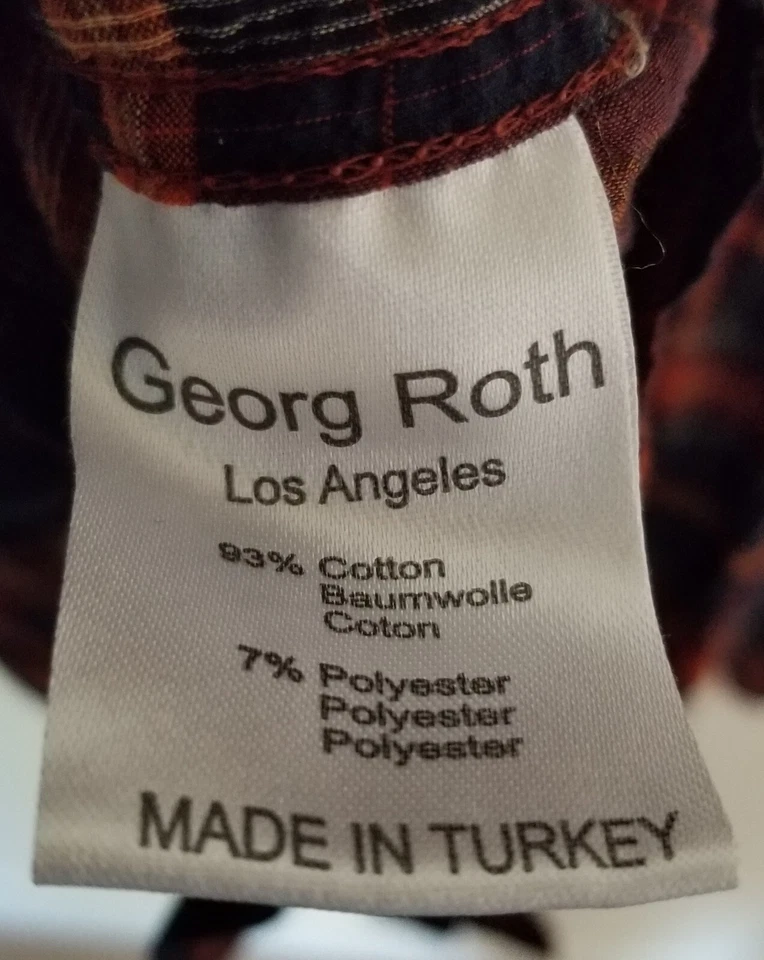 Georg Roth
Los Angeles
93% Cotton
Baumwolle
Coton
7% Polyester
Polyester
Polyester
MADE IN TURKEY